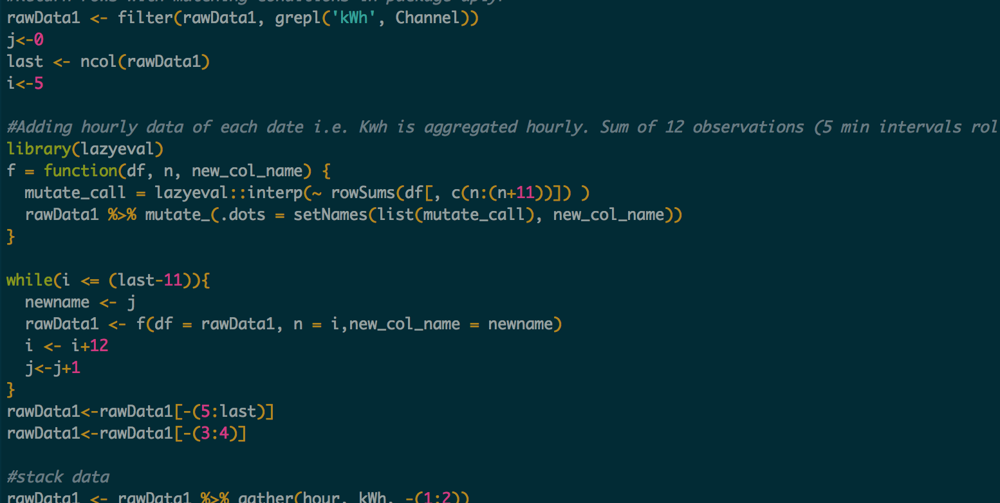 #Return rows with matching conditions in package dplyr
rawData1 <- filter(rawData1, grepl('kWh', Channel))
j<-0
last <- ncol(rawData1)
i<-5
#Adding hourly data of each date i.e. Kwh is aggregated hourly. Sum of 12 observations (5 min intervals rol
library(lazyeval)
f = function(df, n, new_col_name) {
  mutate_call = lazyeval::interp(~ rowSums(df[, c(n:(n+11))]) )
  rawData1 %>% mutate_(.dots = setNames(list(mutate_call), new_col_name))
}
while(i <= (last-11)){
  newname <- j
  rawData1 <- f(df = rawData1, n = i,new_col_name = newname)
  i <- i+12
  j<-j+1
}
rawData1<-rawData1[-(5:last)]
rawData1<-rawData1[-(3:4)]
#stack data
rawData1 <- rawData1 %>% gather(hour, kWh, -(1:2))